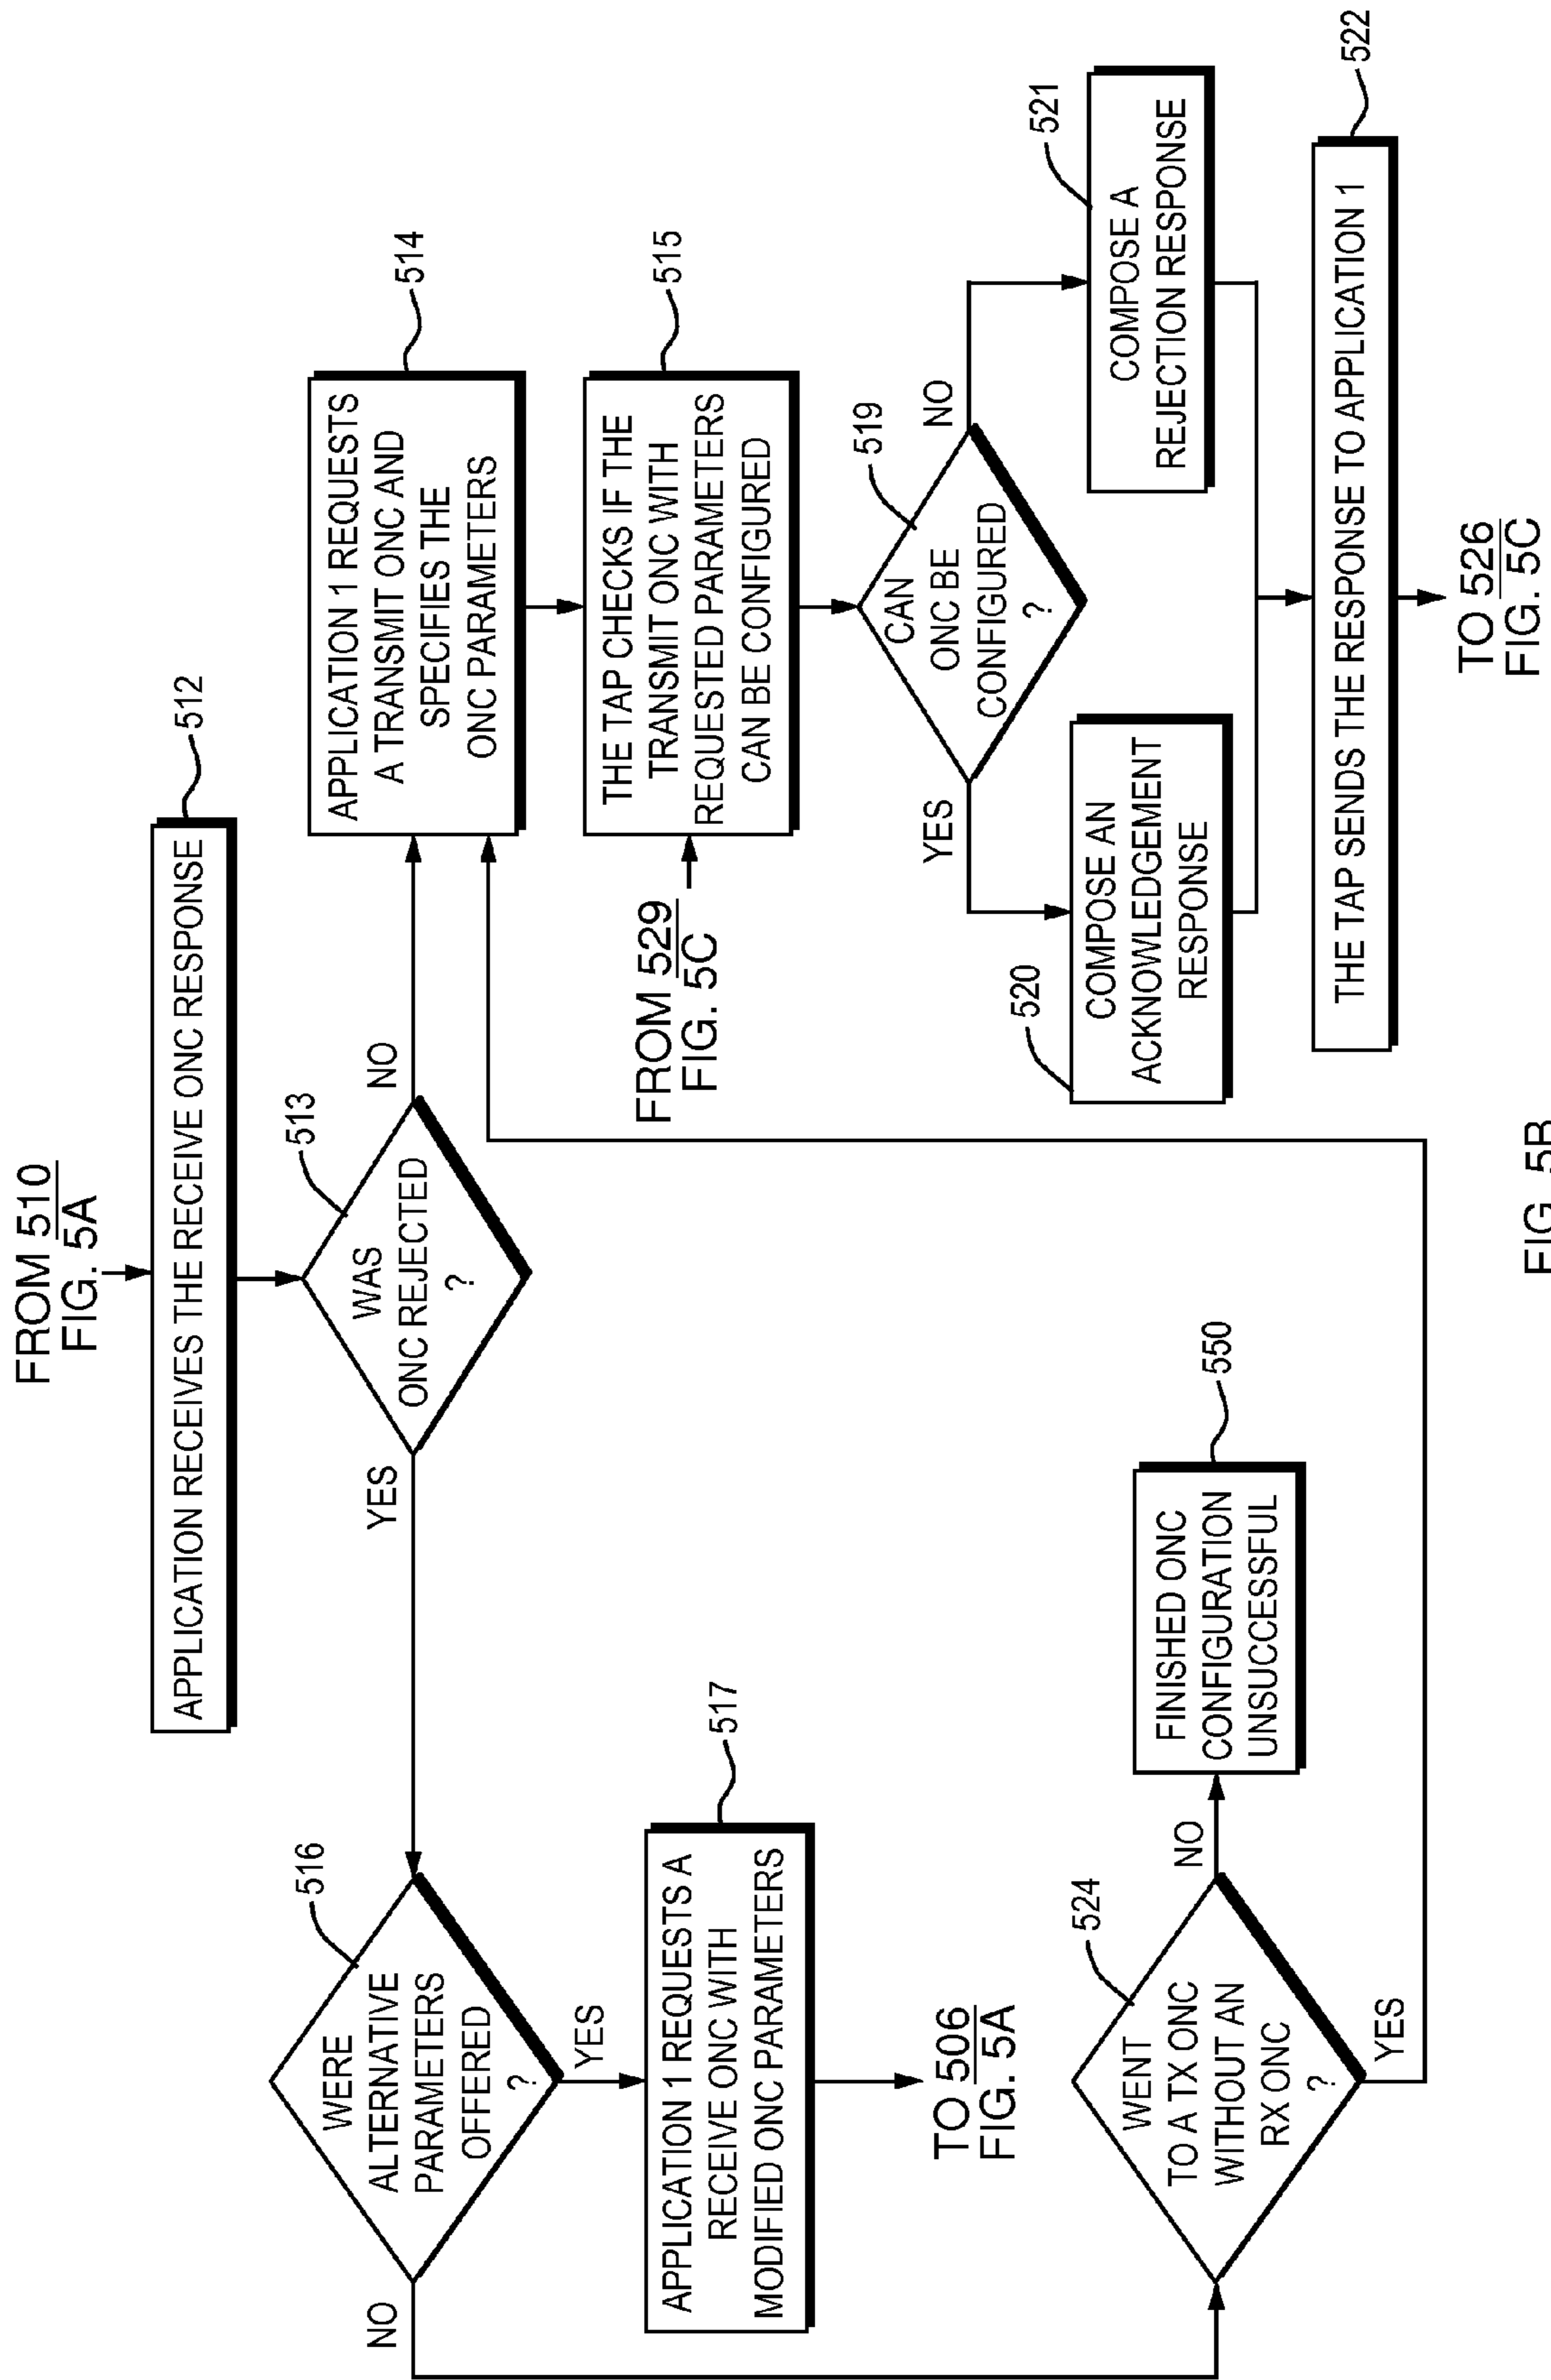 FROM 510
FIG. 5A
APPLICATION RECEIVES THE RECEIVE ONC RESPONSE
512
WAS
ONC REJECTED
?
513
YES
NO
WERE
ALTERNATIVE
PARAMETERS
OFFERED
?
516
NO
YES
APPLICATION 1 REQUESTS A
RECEIVE ONC WITH
MODIFIED ONC PARAMETERS
517
TO 506
FIG. 5A
WENT
TO A TX ONC
WITHOUT AN
RX ONC
?
524
NO
YES
FINISHED ONC
CONFIGURATION
UNSUCCESSFUL
550
APPLICATION 1 REQUESTS
A TRANSMIT ONC AND
SPECIFIES THE
ONC PARAMETERS
514
THE TAP CHECKS IF THE
TRANSMIT ONC WITH
REQUESTED PARAMETERS
CAN BE CONFIGURED
515
FROM 529
FIG. 5C
CAN
ONC BE
CONFIGURED
?
519
YES
NO
520
COMPOSE AN
ACKNOWLEDGEMENT
RESPONSE
COMPOSE A
REJECTION RESPONSE
521
THE TAP SENDS THE RESPONSE TO APPLICATION 1
522
TO 526
FIG. 5C
FIG. 5B